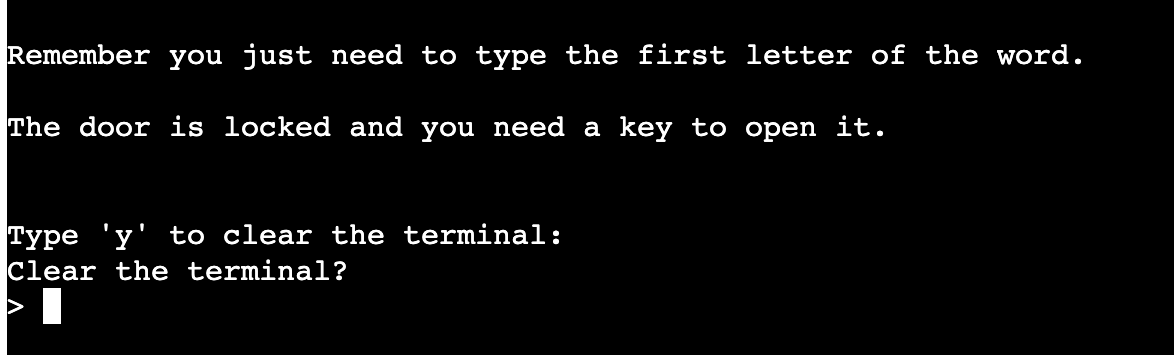 Remember you just need to type the first letter of the word.
The door is locked and you need a key to open it.
Type 'y' to clear the terminal:
Clear the terminal?
>